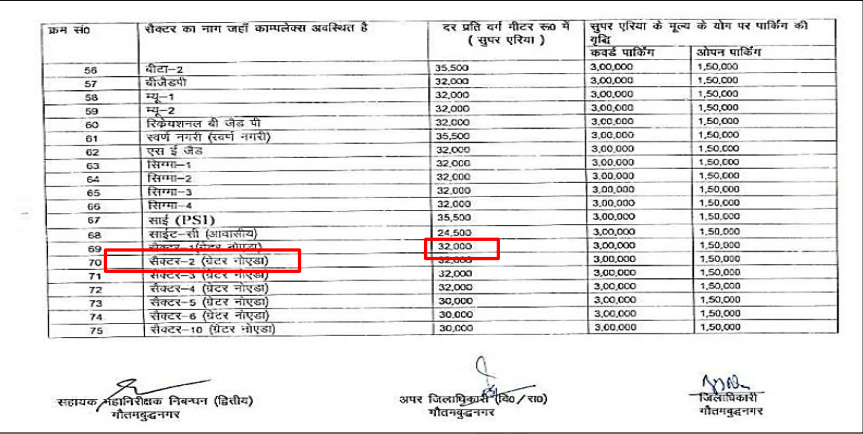 क्रम सं० सैक्टर का नाग जहाँ काम्पलेक्स अवस्थित है दर प्रति वर्ग मीटर रू० में सुपर एरिया के मूल्य के योग पर पार्किंग की
( सुपर एरिया ) वृद्धि
कवर्ड पार्किंग ओपन पार्किंग
56 बीटा-2 35,500 3,00,000 1,50,000
57 बीजैडपी 32,000 3,00,000 1,50,000
58 म्यू-1 32,000 3,00,000 1,50,000
59 म्यू-2 32,000 3,00,000 1,50,000
60 रिक्रेयशनल बी जैड पी 32,000 3,00,000 1,50,000
61 स्वर्ण नगरी (स्वर्ण नगरी) 35,500 3,00,000 1,50,000
62 एस ई जैड 32,000 3,00,000 1,50,000
63 सिग्मा-1 32,000 3,00,000 1,50,000
64 सिग्मा-2 32,000 3,00,000 1,50,000
65 सिग्मा-3 32,000 3,00,000 1,50,000
66 सिग्मा-4 32,000 3,00,000 1,50,000
67 साई (PSI) 35,500 3,00,000 1,50,000
68 साईट-सी (आवासीय) 24,500 3,00,000 1,50,000
69 सैक्टर-1(ग्रेटर नोएडा) 32,000 3,00,000 1,50,000
70 सैक्टर-2 (ग्रेटर नोएडा) 32,000 3,00,000 1,50,000
71 सैक्टर-3 (ग्रेटर नोएडा) 32,000 3,00,000 1,50,000
72 सैक्टर-4 (ग्रेटर नोएडा) 32,000 3,00,000 1,50,000
73 सैक्टर-5 (ग्रेटर नोएडा) 30,000 3,00,000 1,50,000
74 सैक्टर-6 (ग्रेटर नोएडा) 30,000 3,00,000 1,50,000
75 सैक्टर-10 (ग्रेटर नोएडा) 30,000 3,00,000 1,50,000
सहायक महानिरीक्षक निबन्धन (द्वितीय) अपर जिलाधिकारी (वि०/रा०) जिलाधिकारी
गौतमबुद्धनगर गौतमबुद्धनगर गौतमबुद्धनगर